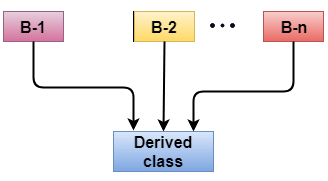 B-1
B-2
...
B-n
Derived
class